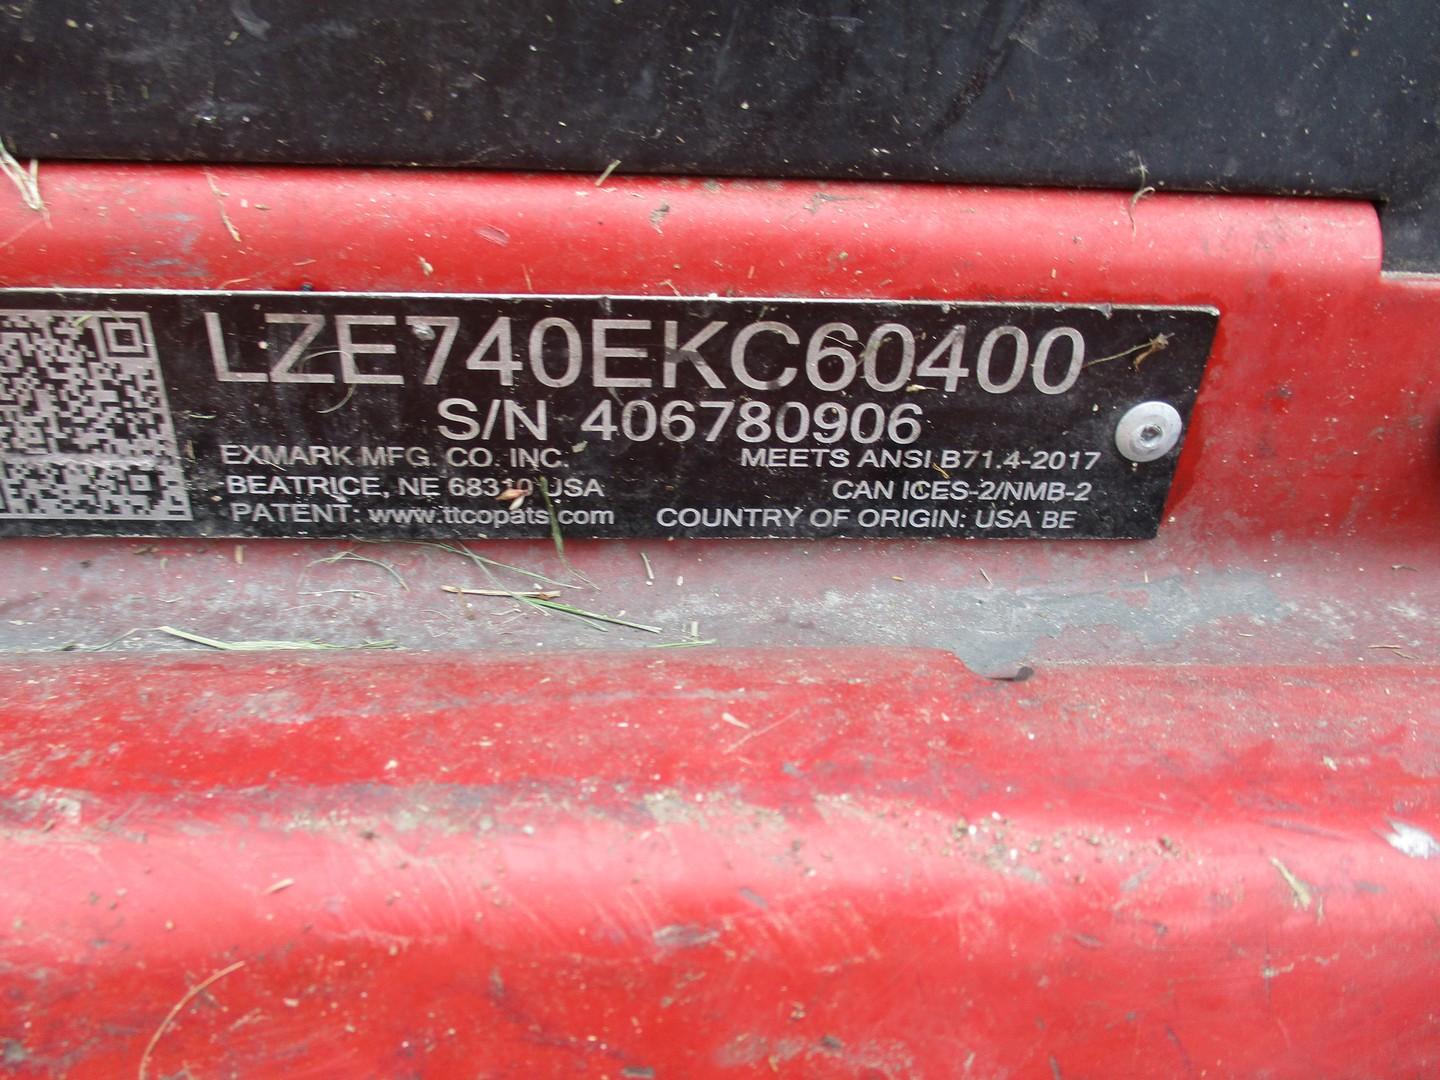 LZE740EKC60400
S/N 406780906
EXMARK MFG. CO. INC.
BEATRICE, NE 68310 USA
PATENT: www.ttcopats.com
MEETS ANSI B71.4-2017
CAN ICES-2/NMB-2
COUNTRY OF ORIGIN: USA BE